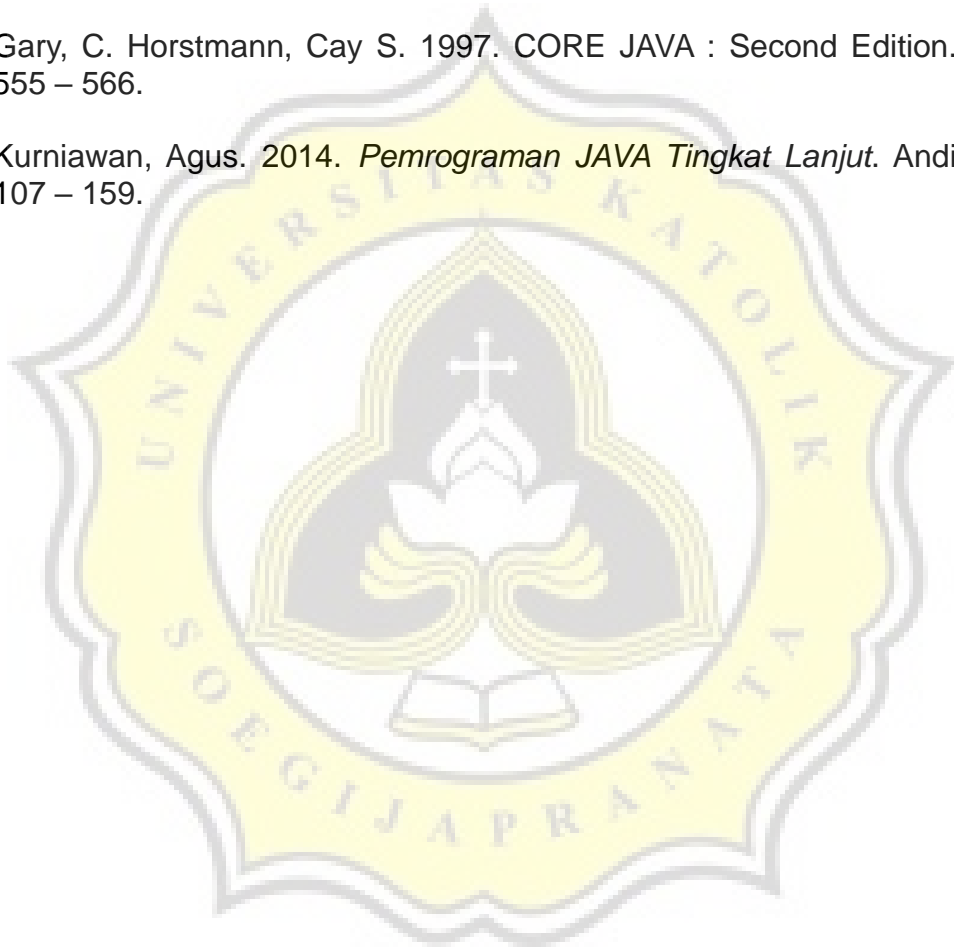 Gary, C. Horstmann, Cay S. 1997. CORE JAVA : Second Edition.
555 – 566.
Kurniawan, Agus. 2014. Pemrograman JAVA Tingkat Lanjut. Andi
107 – 159.
UNIVERSITAS KATOLIK
SOEGIJAPRANATA